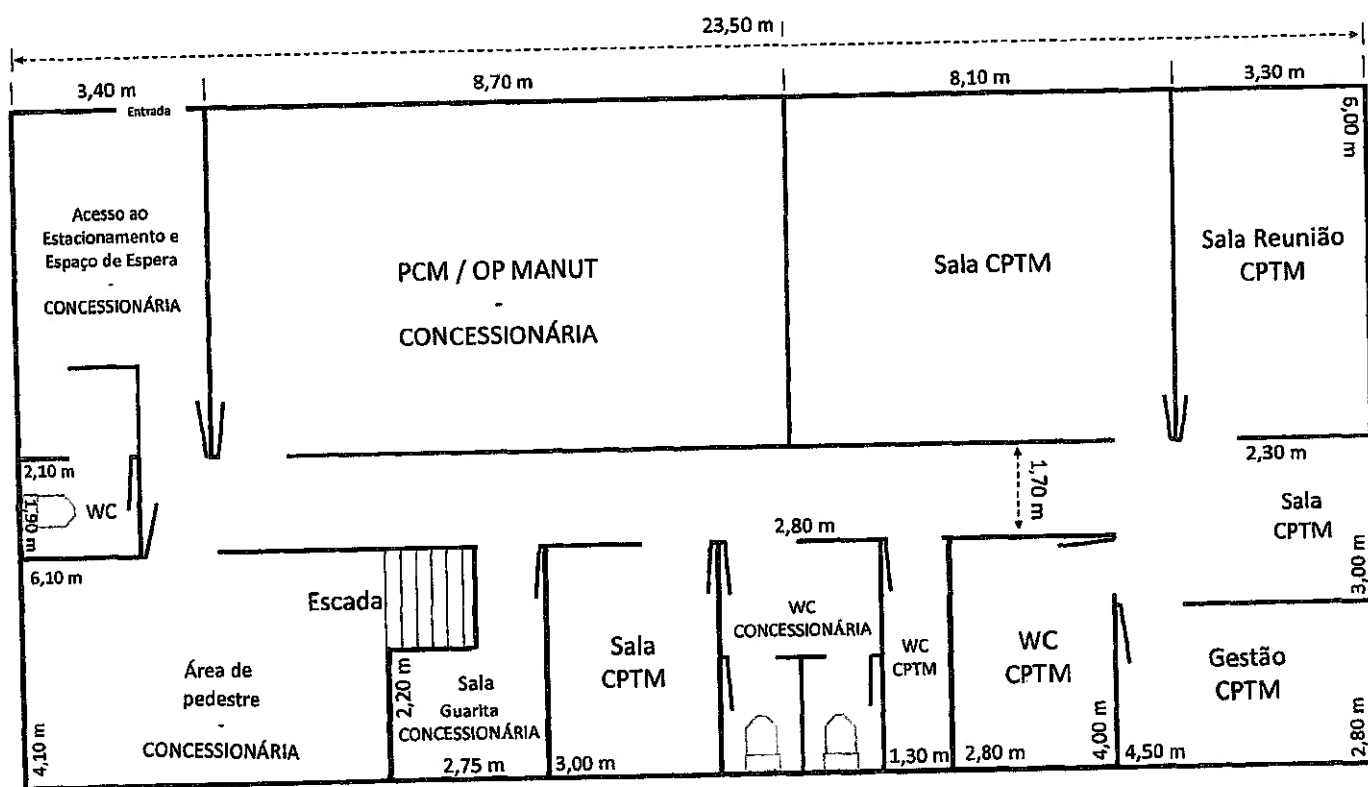 23,50 m
3,40 m
8,70 m
8,10 m
3,30 m
Entrada
6,00 m
Acesso ao
Estacionamento e
Espaço de Espera
-
CONCESSIONÁRIA
PCM / OP MANUT
-
CONCESSIONÁRIA
Sala CPTM
Sala Reunião
CPTM
2,10 m
1,90 m
WC
6,10 m
1,70 m
2,30 m
Sala
CPTM
3,00 m
2,80 m
Escada
Área de
pedestre
-
CONCESSIONÁRIA
4,10 m
2,20 m
Sala
Guarita
CONCESSIONÁRIA
2,75 m
Sala
CPTM
3,00 m
WC
CONCESSIONÁRIA
WC
CPTM
1,30 m
WC
CPTM
2,80 m
4,00 m
Gestão
CPTM
4,50 m
2,80 m